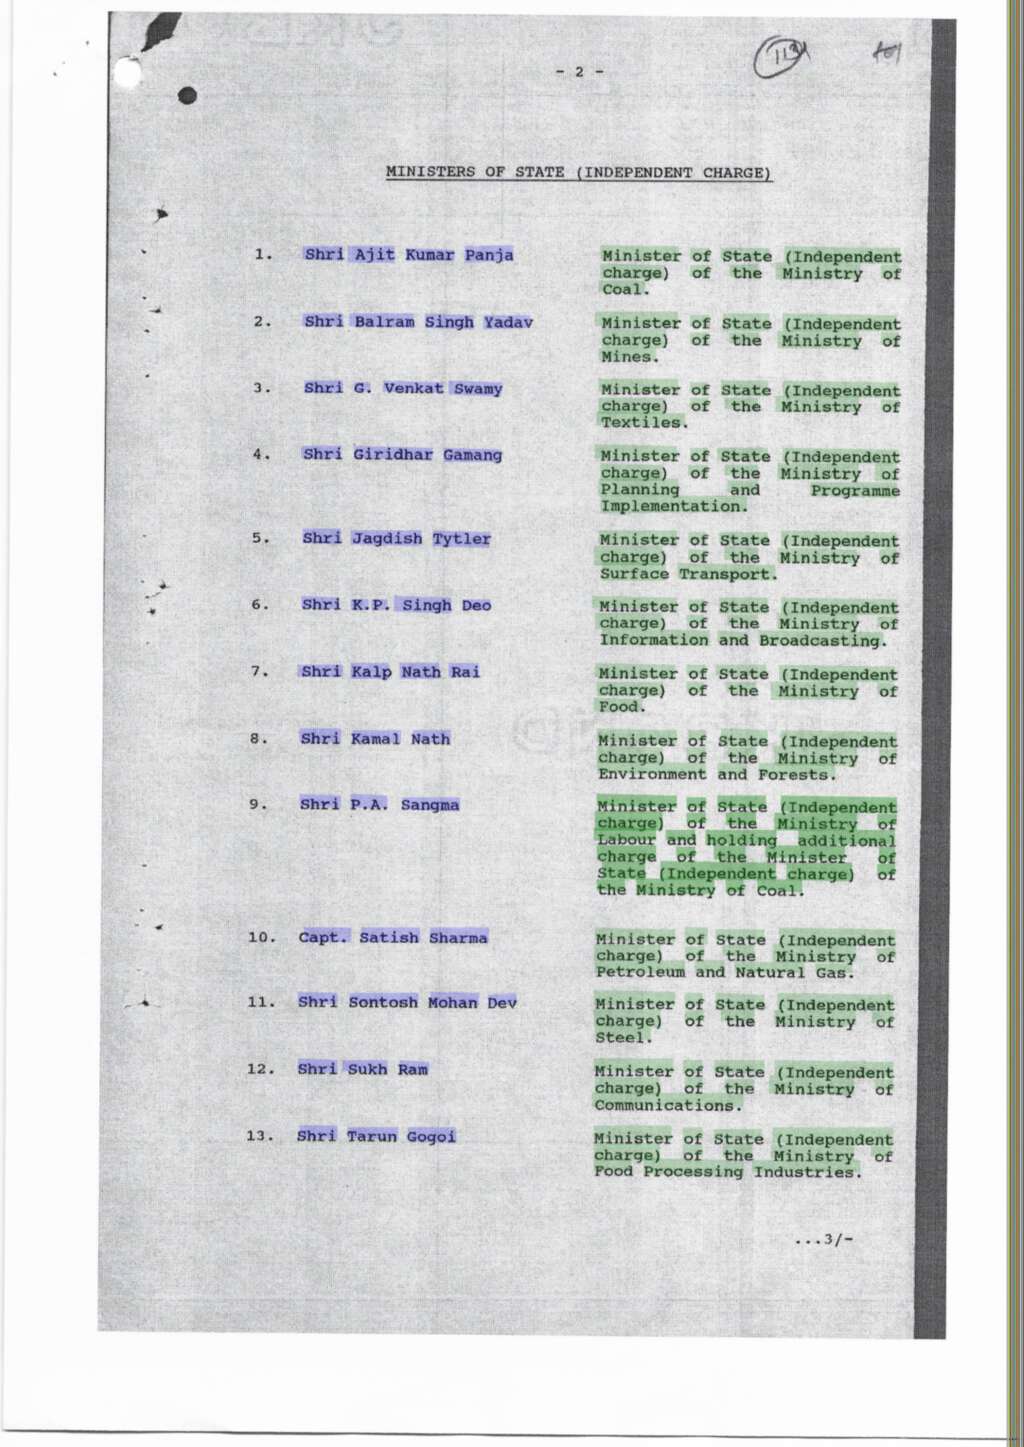 - 2 -
113
MINISTERS OF STATE (INDEPENDENT CHARGE)
1. Shri Ajit Kumar Panja Minister of State (Independent
charge) of the Ministry of
Coal.
2. Shri Balram Singh Yadav Minister of State (Independent
charge) of the Ministry of
Mines.
3. Shri G. Venkat Swamy Minister of State (Independent
charge) of the Ministry of
Textiles.
4. Shri Giridhar Gamang Minister of State (Independent
charge) of the Ministry of
Planning and Programme
Implementation.
5. Shri Jagdish Tytler Minister of State (Independent
charge) of the Ministry of
Surface Transport.
6. Shri K.P. Singh Deo Minister of State (Independent
charge) of the Ministry of
Information and Broadcasting.
7. Shri Kalp Nath Rai Minister of State (Independent
charge) of the Ministry of
Food.
8. Shri Kamal Nath Minister of State (Independent
charge) of the Ministry of
Environment and Forests.
9. Shri P.A. Sangma Minister of State (Independent
charge) of the Ministry of
Labour and holding additional
charge of the Minister of
State (Independent charge) of
the Ministry of Coal.
10. Capt. Satish Sharma Minister of State (Independent
charge) of the Ministry of
Petroleum and Natural Gas.
11. Shri Sontosh Mohan Dev Minister of State (Independent
charge) of the Ministry of
Steel.
12. Shri Sukh Ram Minister of State (Independent
charge) of the Ministry of
Communications.
13. Shri Tarun Gogoi Minister of State (Independent
charge) of the Ministry of
Food Processing Industries.
...3/-